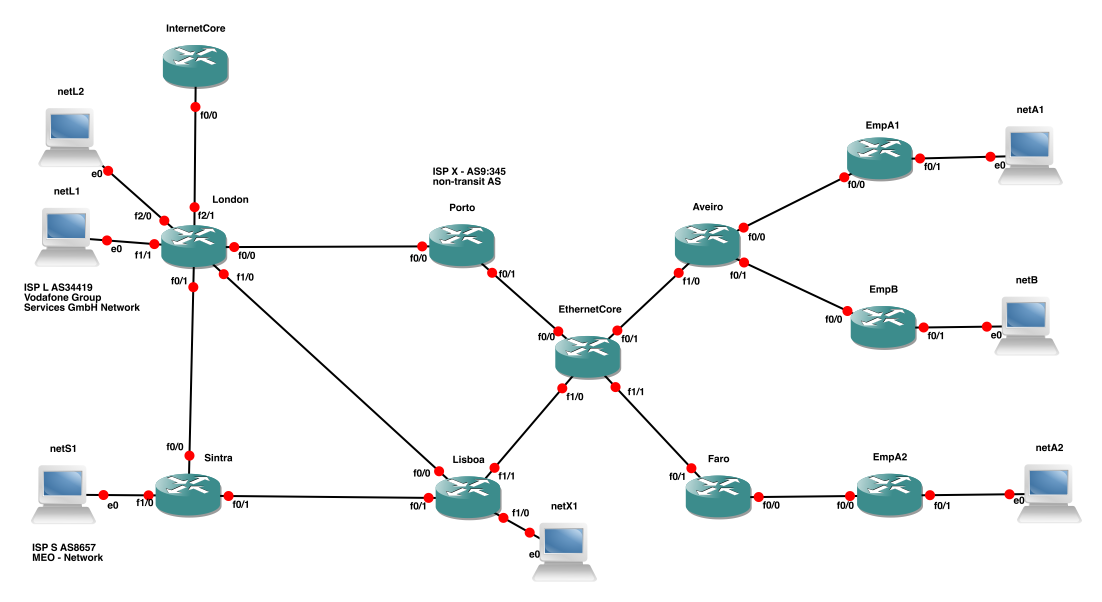 InternetCore
f0/0
netL2
e0
netL1
e0
f2/0
f2/1
London
f1/1
f0/0
f0/1
f1/0
ISP L AS34419
Vodafone Group
Services GmbH Network
ISP X - AS9:345
non-transit AS
Porto
f0/0
f0/1
EthernetCore
f0/0
f0/1
f1/0
f1/1
Aveiro
f0/0
f0/1
f1/0
EmpA1
f0/0
f0/1
netA1
e0
EmpB
f0/0
f0/1
netB
e0
netS1
e0
f0/0
Sintra
f1/0
f0/1
ISP S AS8657
MEO - Network
Lisboa
f0/0
f1/1
f0/1
f1/0
netX1
e0
Faro
f0/1
f0/0
EmpA2
f0/0
f0/1
netA2
e0